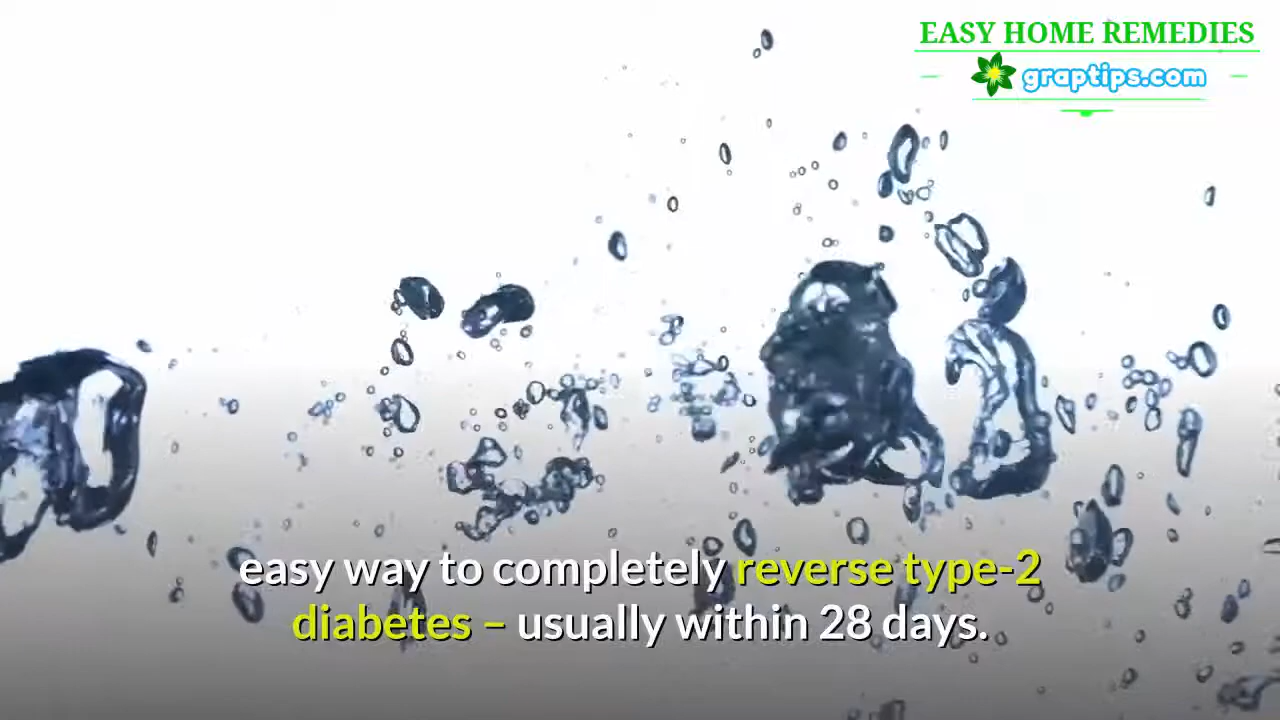 EASY HOME REMEDIES
graptips.com
easy way to completely reverse type-2
diabetes – usually within 28 days.